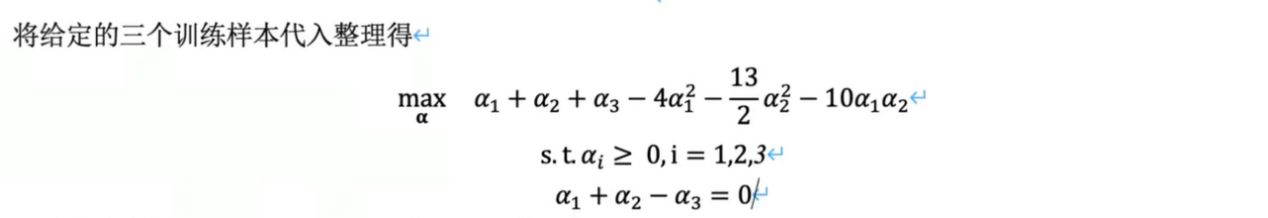 将给定的三个训练样本代入整理得↵
max α α₁ + α₂ + α₃ − 4α₁² − 13/2 α₂² − 10α₁α₂↵
s.t. αᵢ ≥ 0, i = 1,2,3↵
α₁ + α₂ − α₃ = 0↵